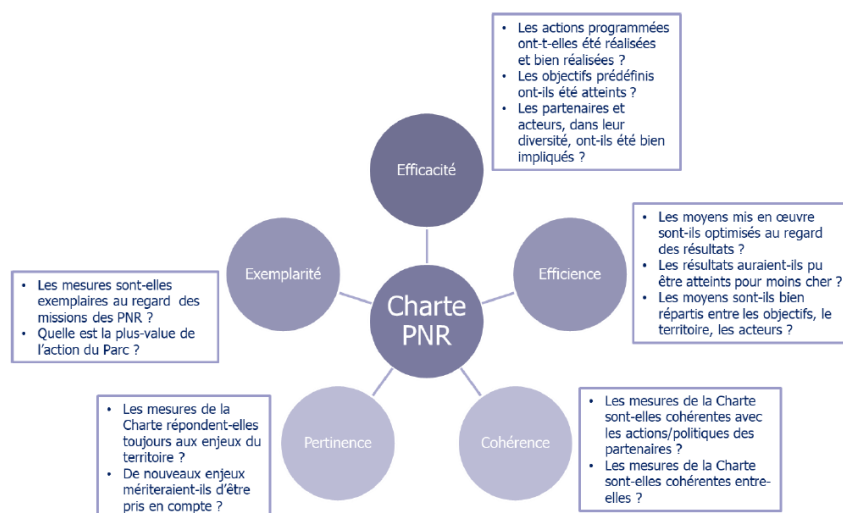 • Les actions programmées
ont-t-elles été réalisées
et bien réalisées ?
• Les objectifs prédéfinis
ont-ils été atteints ?
• Les partenaires et
acteurs, dans leur
diversité, ont-ils été bien
impliqués ?
Efficacité
Exemplarité
Efficience
• Les moyens mis en œuvre
sont-ils optimisés au regard
des résultats ?
• Les résultats auraient-ils pu
être atteints pour moins cher ?
• Les moyens sont-ils bien
répartis entre les objectifs, le
territoire, les acteurs ?
• Les mesures sont-elles
exemplaires au regard des
missions des PNR ?
• Quelle est la plus-value de
l'action du Parc ?
Charte
PNR
• Les mesures de la
Charte répondent-elles
toujours aux enjeux du
territoire ?
• De nouveaux enjeux
mériteraient-ils d'être
pris en compte ?
Pertinence
Cohérence
• Les mesures de la Charte
sont-elles cohérentes avec
les actions/politiques des
partenaires ?
• Les mesures de la Charte
sont-elles cohérentes entre-
elles ?